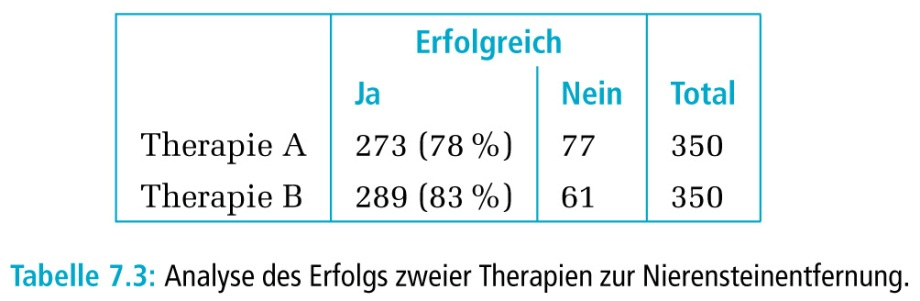 Erfolgreich
Ja Nein Total
Therapie A 273 (78 %) 77 350
Therapie B 289 (83 %) 61 350
Tabelle 7.3: Analyse des Erfolgs zweier Therapien zur Nierensteinentfernung.